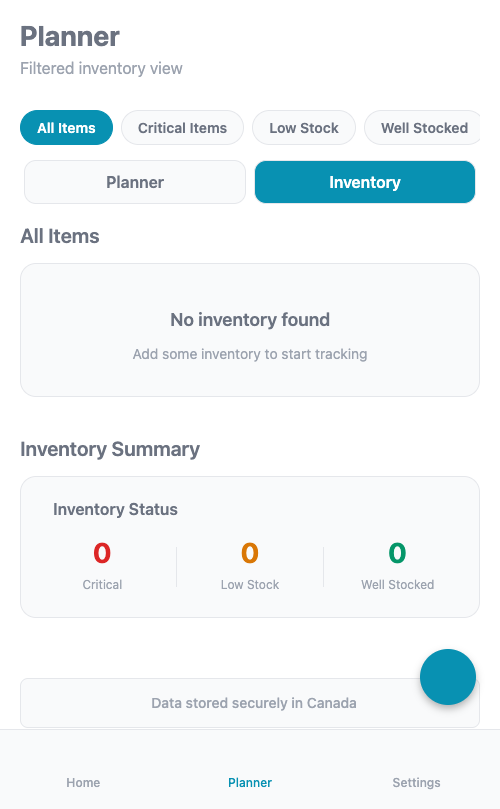 Planner
Filtered inventory view
All Items
Critical Items
Low Stock
Well Stocked
Planner
Inventory
All Items
No inventory found
Add some inventory to start tracking
Inventory Summary
Inventory Status
0
0
0
Critical
Low Stock
Well Stocked
Data stored securely in Canada
Home
Planner
Settings